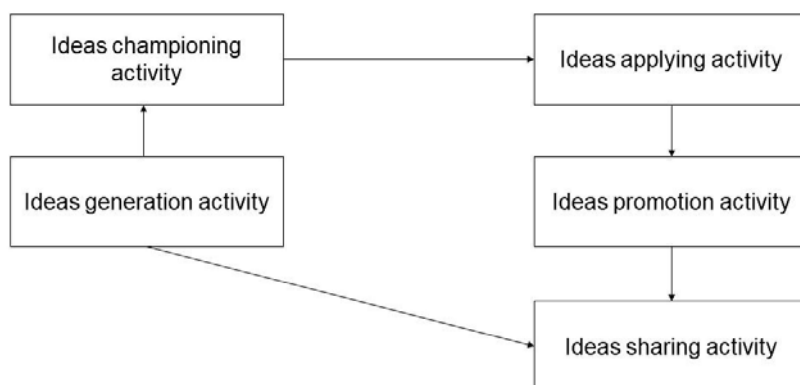 Ideas championing
activity
Ideas applying activity
Ideas generation activity
Ideas promotion activity
Ideas sharing activity